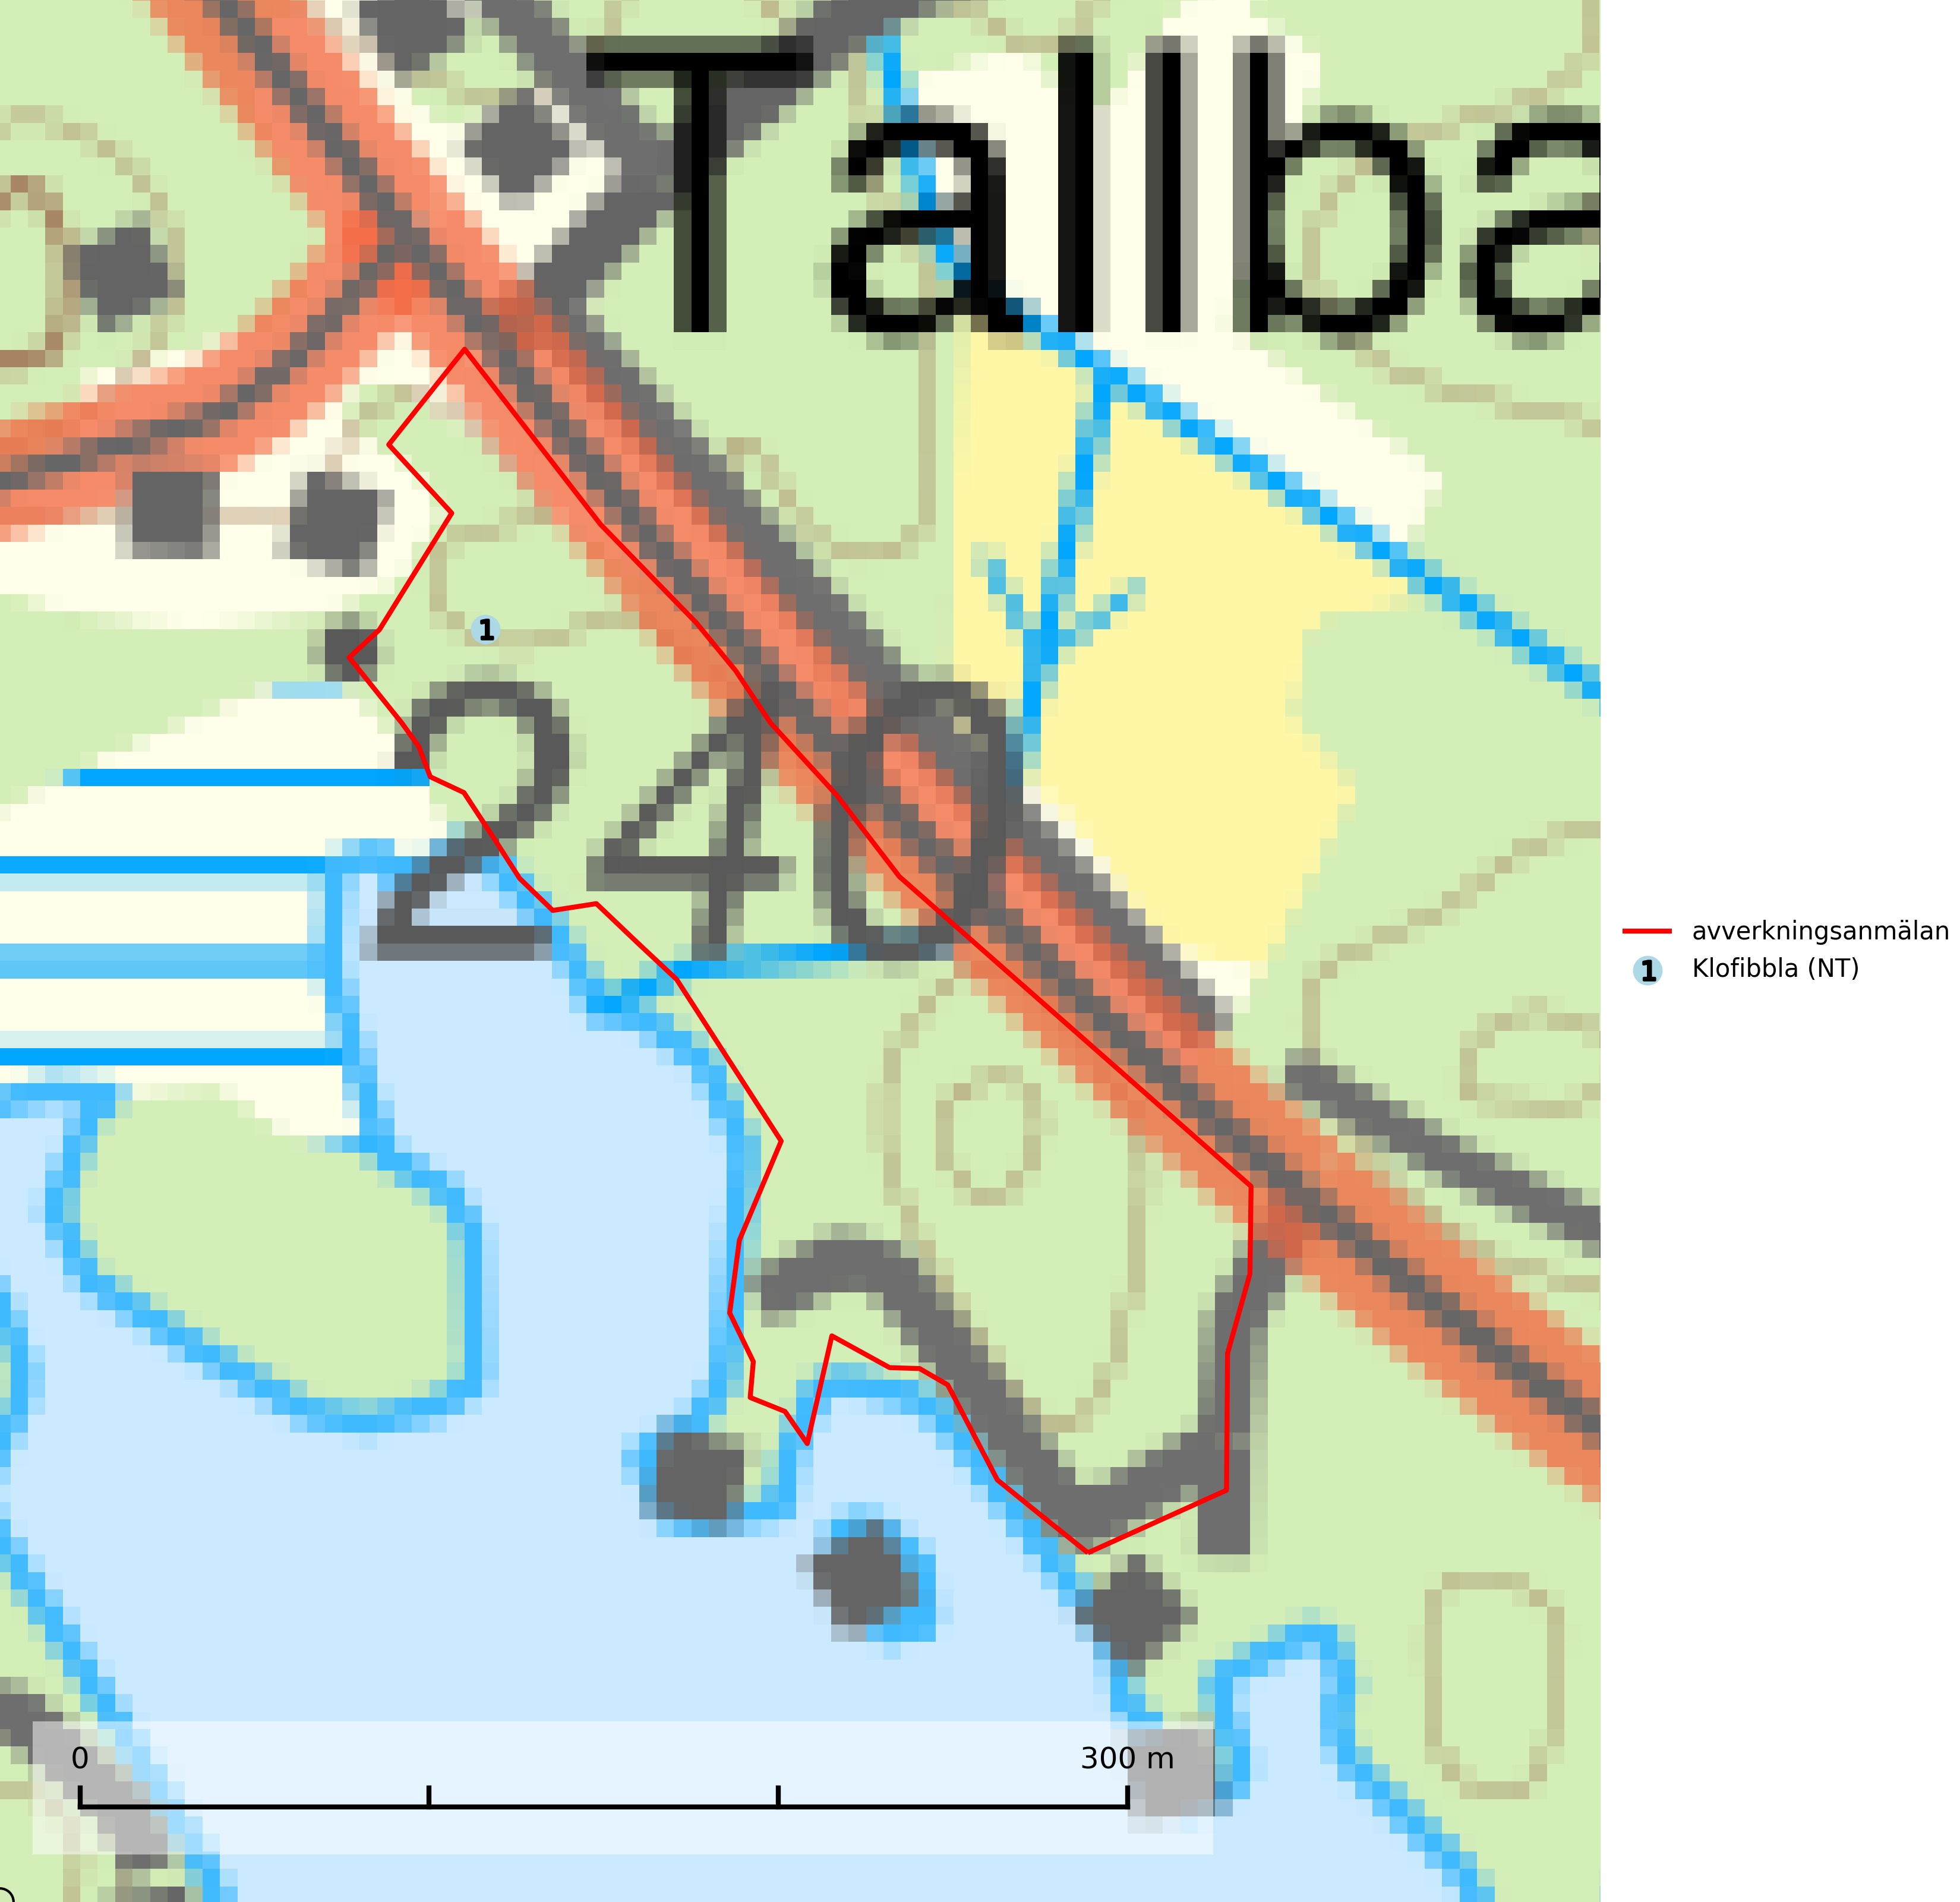 Tallba
1
240
avverkningsanmälan
1 Klofibbla (NT)
0 300 m